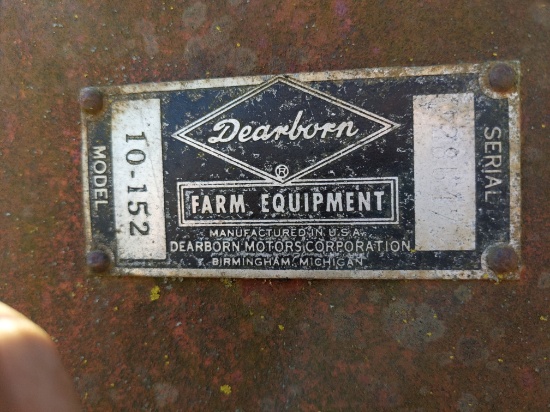 Dearborn
®
FARM EQUIPMENT
MANUFACTURED IN U.S.A.
DEARBORN MOTORS CORPORATION
BIRMINGHAM, MICHIGAN
MODEL
10-152
SERIAL